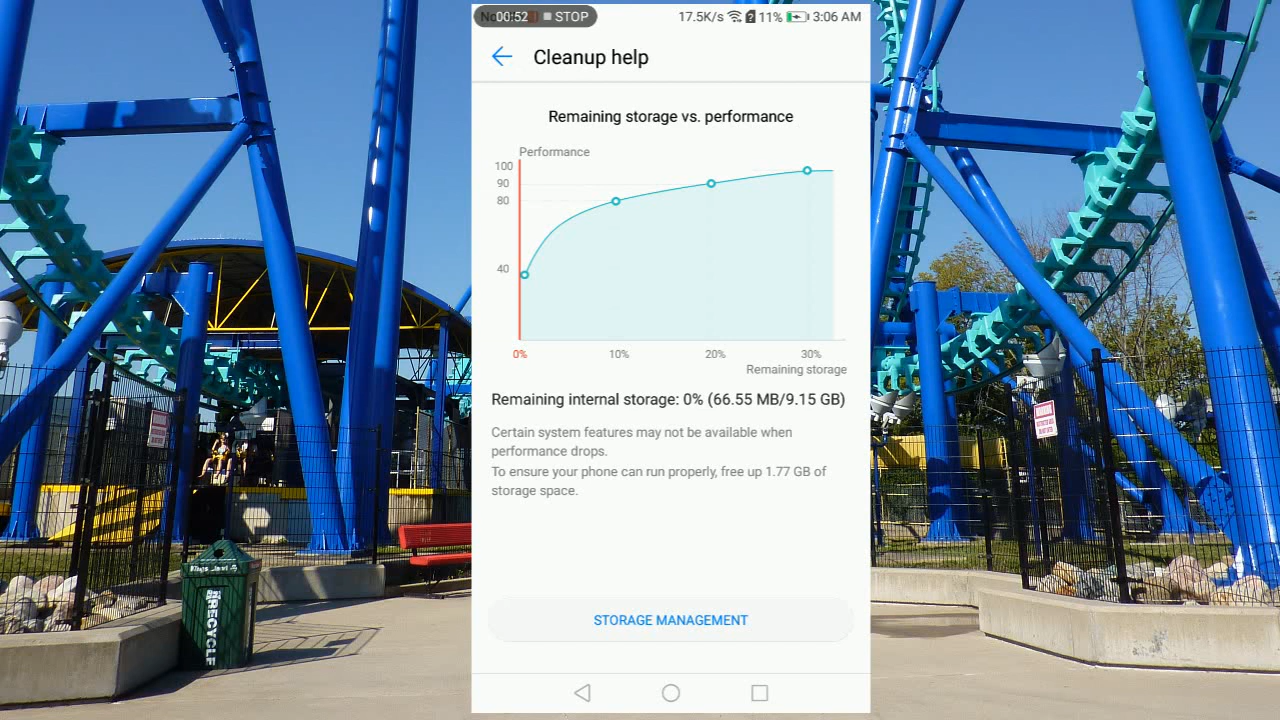 No 00:52 STOP 17.5K/s ? 11% 3:06 AM
Cleanup help
Remaining storage vs. performance
Performance
100
90
80
40
0% 10% 20% 30%
Remaining storage
Remaining internal storage: 0% (66.55 MB/9.15 GB)
Certain system features may not be available when
performance drops.
To ensure your phone can run properly, free up 1.77 GB of
storage space.
STORAGE MANAGEMENT
RECYCLE